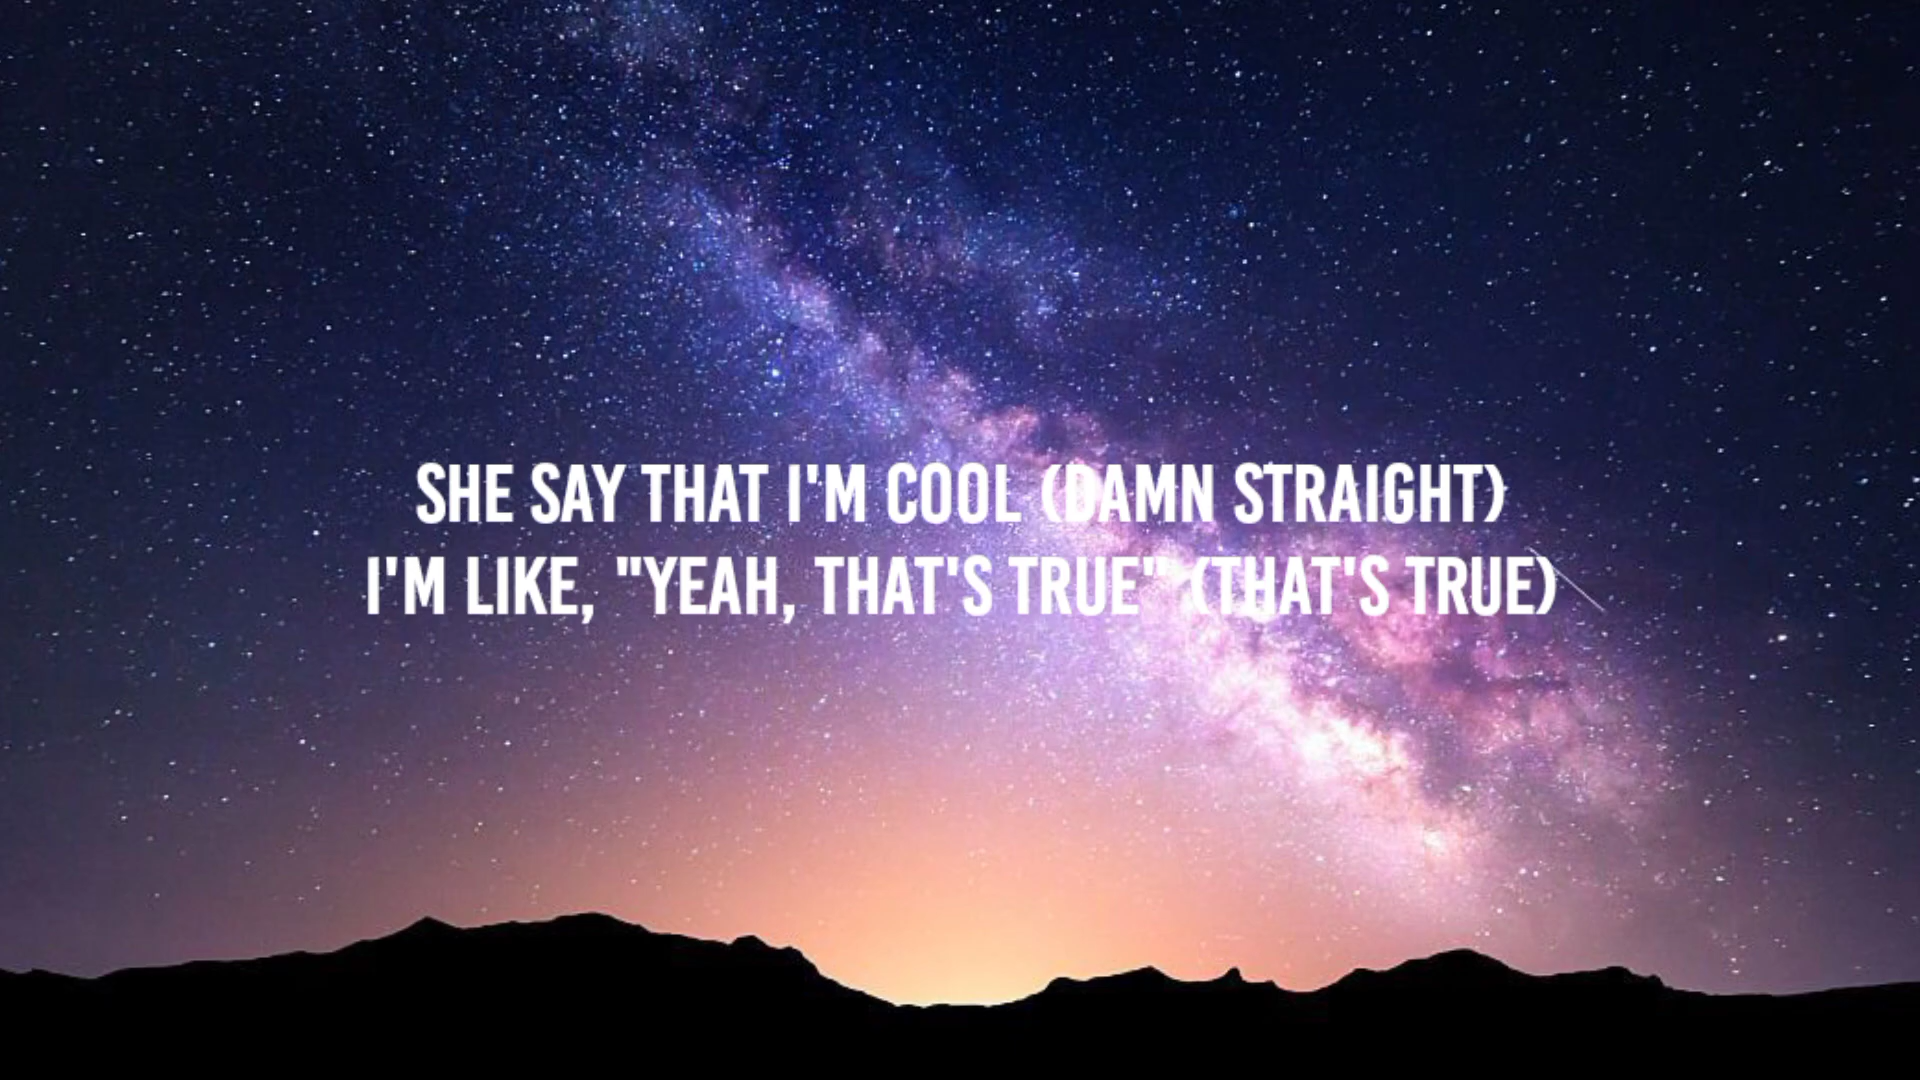 SHE SAY THAT I'M COOL (DAMN STRAIGHT)
I'M LIKE, "YEAH, THAT'S TRUE" (THAT'S TRUE)